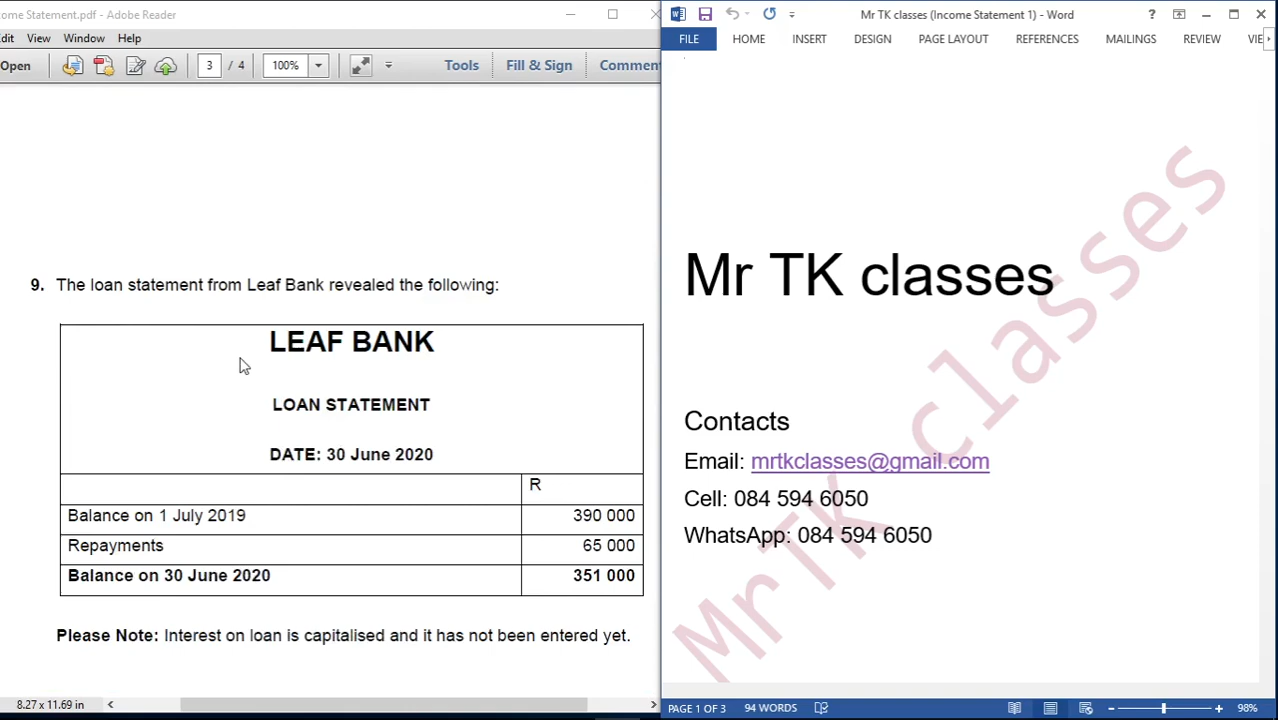 ome Statement.pdf - Adobe Reader
dit View Window Help
Open 3 / 4 100% Tools Fill & Sign Commen
9. The loan statement from Leaf Bank revealed the following:
LEAF BANK
LOAN STATEMENT
DATE: 30 June 2020
R
Balance on 1 July 2019 390 000
Repayments 65 000
Balance on 30 June 2020 351 000
Please Note: Interest on loan is capitalised and it has not been entered yet.
8.27 x 11.69 in
Mr TK classes (Income Statement 1) - Word
FILE HOME INSERT DESIGN PAGE LAYOUT REFERENCES MAILINGS REVIEW VIE
Mr TK classes
Contacts
Email: mrtkclasses@gmail.com
Cell: 084 594 6050
WhatsApp: 084 594 6050
MrTK classes
PAGE 1 OF 3 94 WORDS 98%